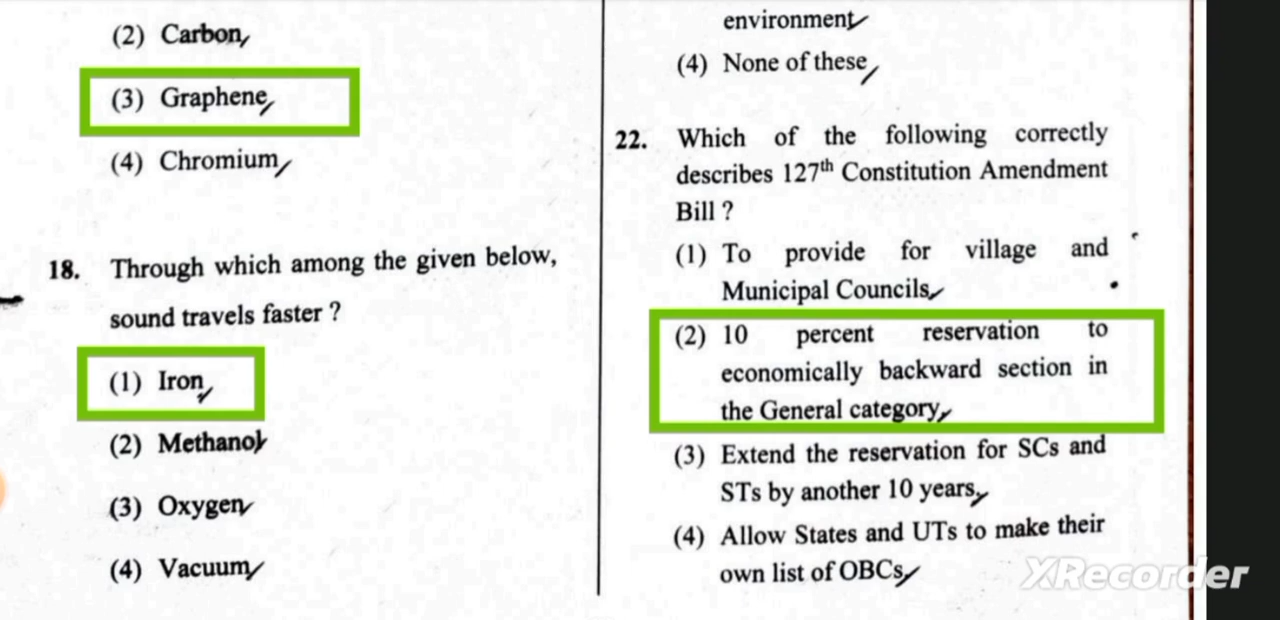 (2) Carbon,
(3) Graphene,
(4) Chromium,
18. Through which among the given below,
sound travels faster ?
(1) Iron,
(2) Methanol
(3) Oxygen
(4) Vacuum
environment
(4) None of these,
22. Which of the following correctly
describes 127th Constitution Amendment
Bill ?
(1) To provide for village and
Municipal Councils,
(2) 10 percent reservation to
economically backward section in
the General category,
(3) Extend the reservation for SCs and
STs by another 10 years,
(4) Allow States and UTs to make their
own list of OBCs,
XRecorder